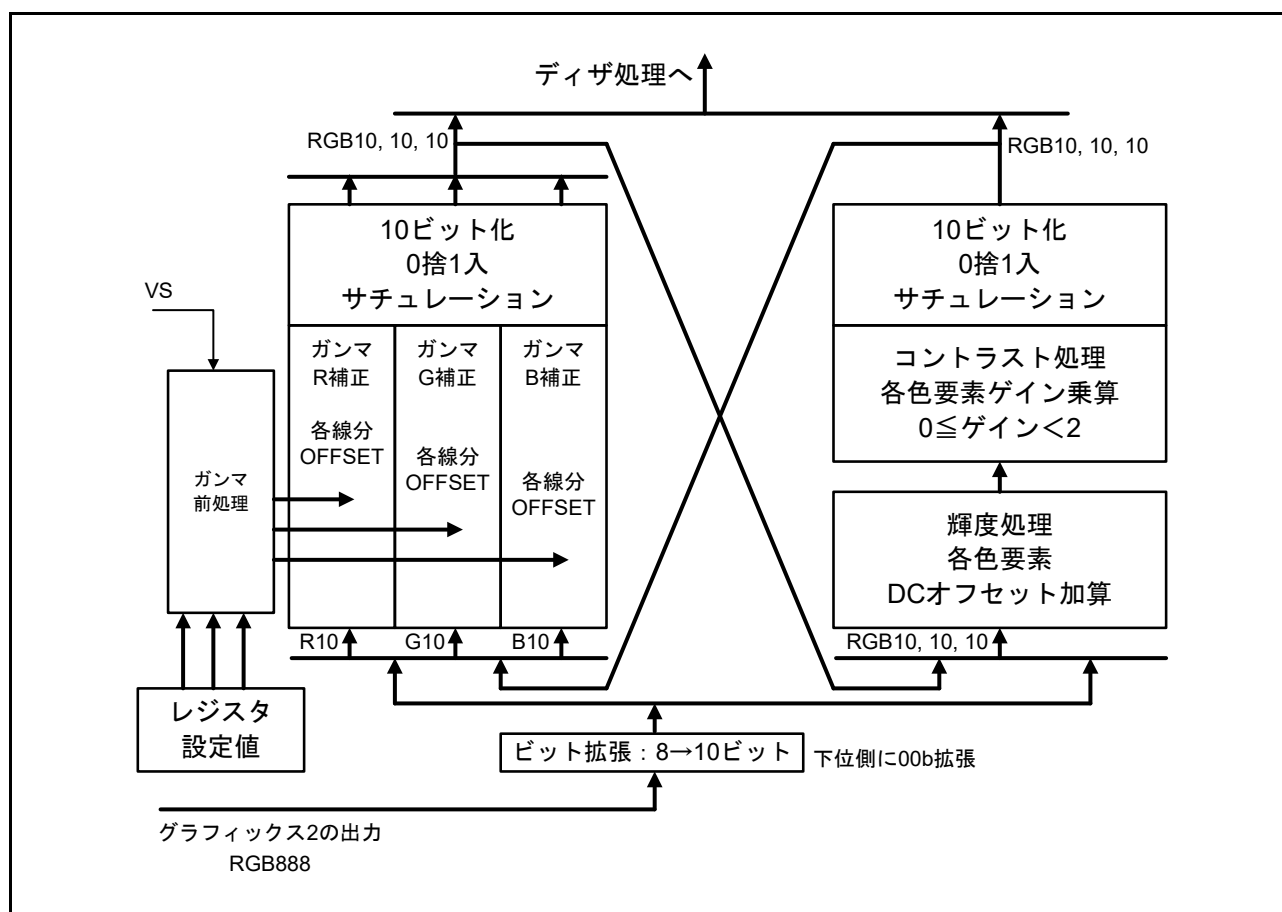 ディザ処理へ
RGB10, 10, 10
RGB10, 10, 10
10ビット化
0捨1入
サチュレーション
10ビット化
0捨1入
サチュレーション
VS
ガンマ
R補正
ガンマ
G補正
ガンマ
B補正
各線分
OFFSET
各線分
OFFSET
各線分
OFFSET
コントラスト処理
各色要素ゲイン乗算
0≦ゲイン＜2
ガンマ
前処理
輝度処理
各色要素
DCオフセット加算
R10
G10
B10
RGB10, 10, 10
レジスタ
設定値
ビット拡張：8→10ビット
下位側に00b拡張
グラフィックス2の出力
RGB888